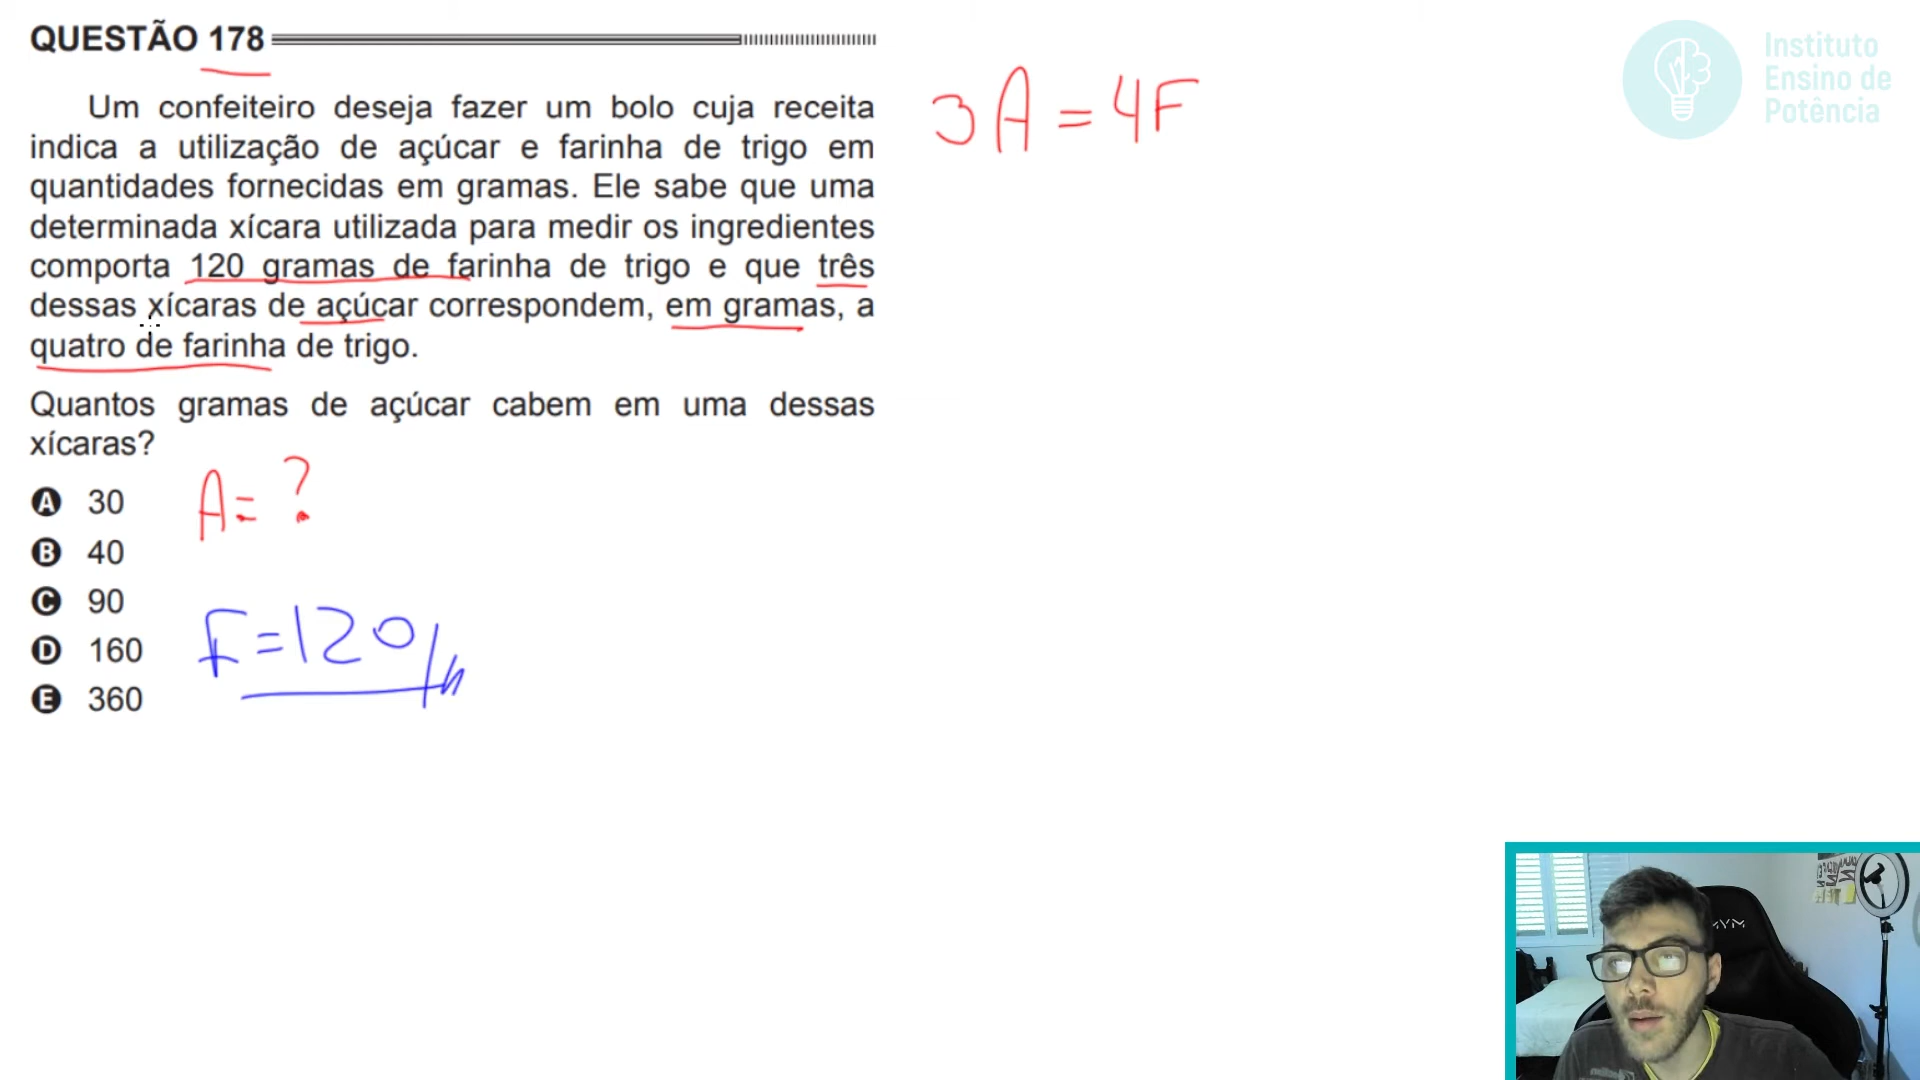 QUESTÃO 178
Um confeiteiro deseja fazer um bolo cuja receita
indica a utilização de açúcar e farinha de trigo em
quantidades fornecidas em gramas. Ele sabe que uma
determinada xícara utilizada para medir os ingredientes
comporta 120 gramas de farinha de trigo e que três
dessas xícaras de açúcar correspondem, em gramas, a
quatro de farinha de trigo.
Quantos gramas de açúcar cabem em uma dessas
xícaras?
A 30
B 40
C 90
D 160
E 360
A = ?
F = 120
3A = 4F
Instituto
Ensino de
Potência